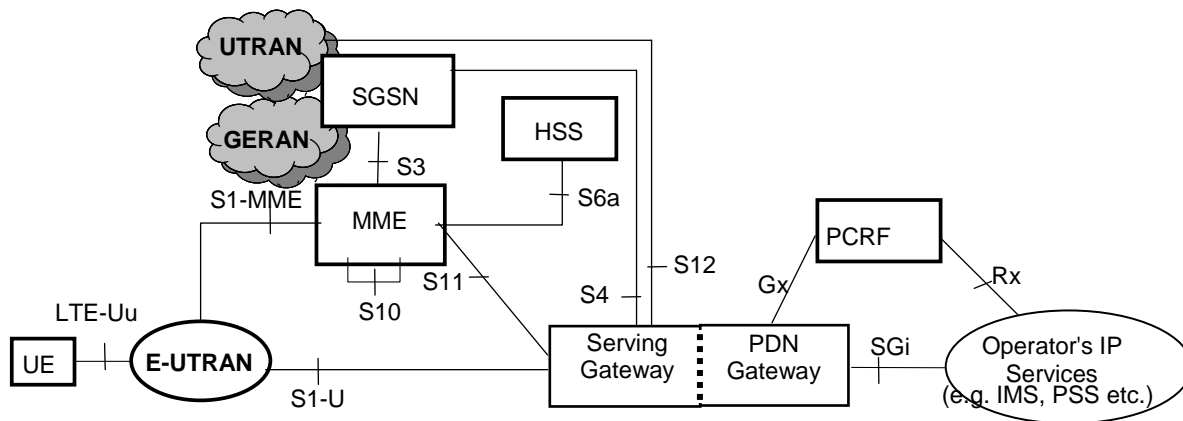 UTRAN
SGSN
GERAN
HSS
S3
S1-MME
S6a
MME
PCRF
S11
S12
Gx
Rx
S10
S4
LTE-Uu
UE
E-UTRAN
Serving
Gateway
PDN
Gateway
SGi
Operator's IP
Services
(e.g. IMS, PSS etc.)
S1-U